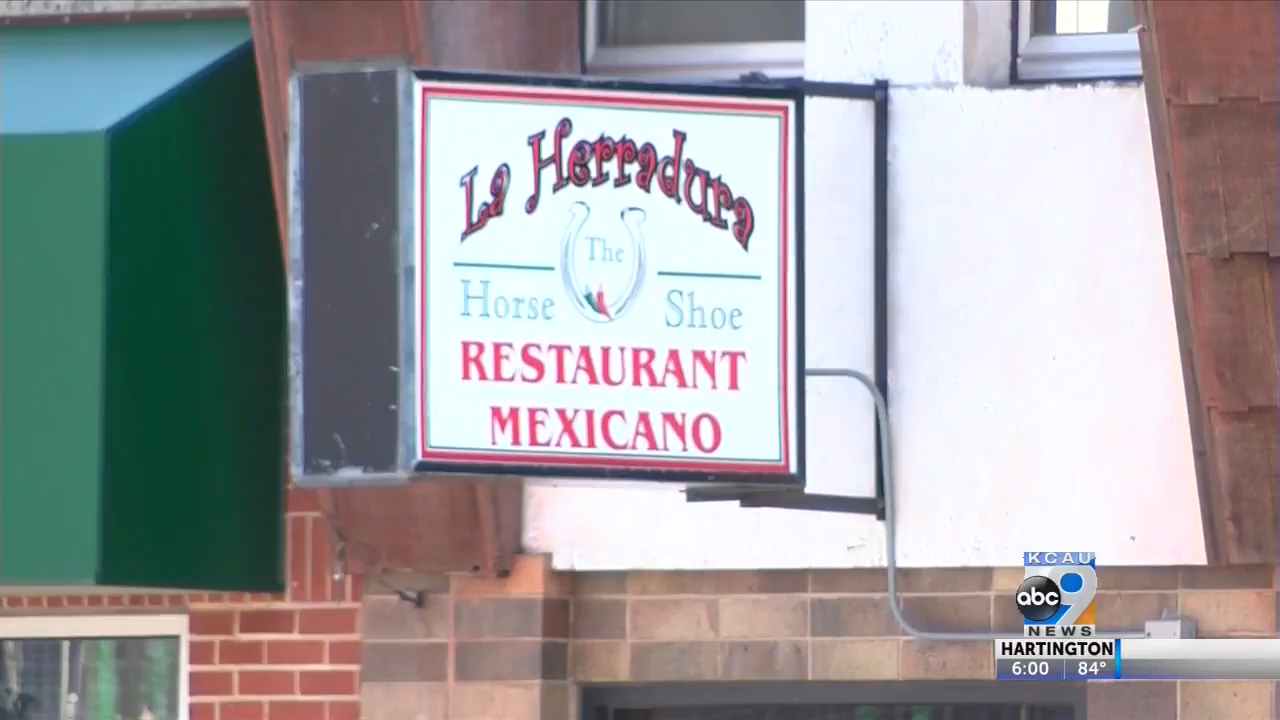 La Herradura
The
Horse Shoe
RESTAURANT
MEXICANO
KCAU
abc 9
NEWS
HARTINGTON
6:00 84°